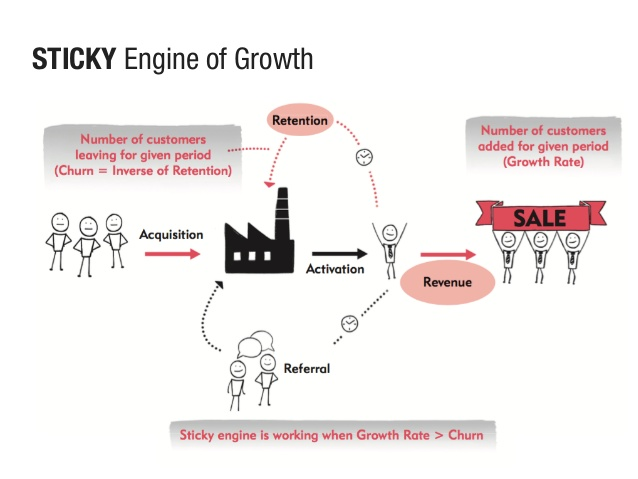 STICKY Engine of Growth
Retention
Number of customers
leaving for given period
(Churn = Inverse of Retention)
Number of customers
added for given period
(Growth Rate)
SALE
Acquisition
Activation
Revenue
Referral
Sticky engine is working when Growth Rate > Churn